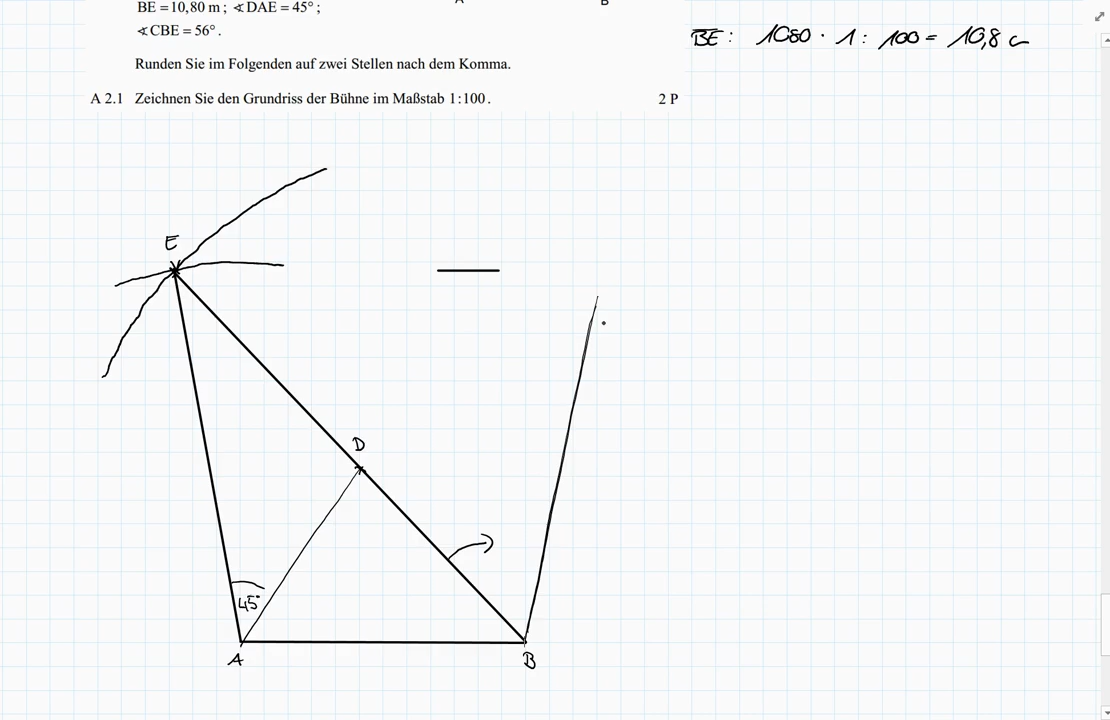 BE = 10,80 m ; ∢DAE = 45° ;
A B
∢CBE = 56° .
BE : 1080 · 1 : 100 = 10,8 c
Runden Sie im Folgenden auf zwei Stellen nach dem Komma.
A 2.1 Zeichnen Sie den Grundriss der Bühne im Maßstab 1:100 . 2 P
E
D
45°
A
B